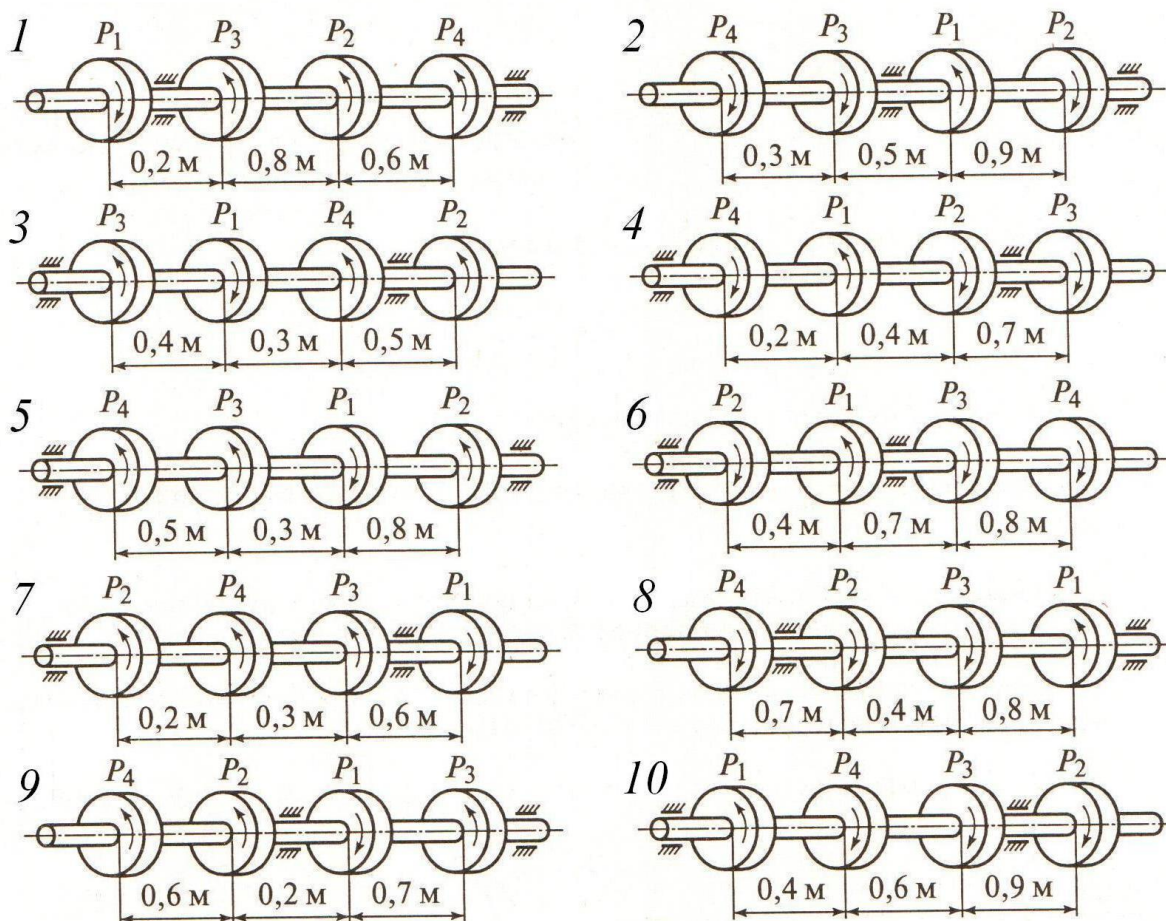 1 P1 P3 P2 P4
0,2 м 0,8 м 0,6 м
2 P4 P3 P1 P2
0,3 м 0,5 м 0,9 м
3 P3 P1 P4 P2
0,4 м 0,3 м 0,5 м
4 P4 P1 P2 P3
0,2 м 0,4 м 0,7 м
5 P4 P3 P1 P2
0,5 м 0,3 м 0,8 м
6 P2 P1 P3 P4
0,4 м 0,7 м 0,8 м
7 P2 P4 P3 P1
0,2 м 0,3 м 0,6 м
8 P4 P2 P3 P1
0,7 м 0,4 м 0,8 м
9 P4 P2 P1 P3
0,6 м 0,2 м 0,7 м
10 P1 P4 P3 P2
0,4 м 0,6 м 0,9 м